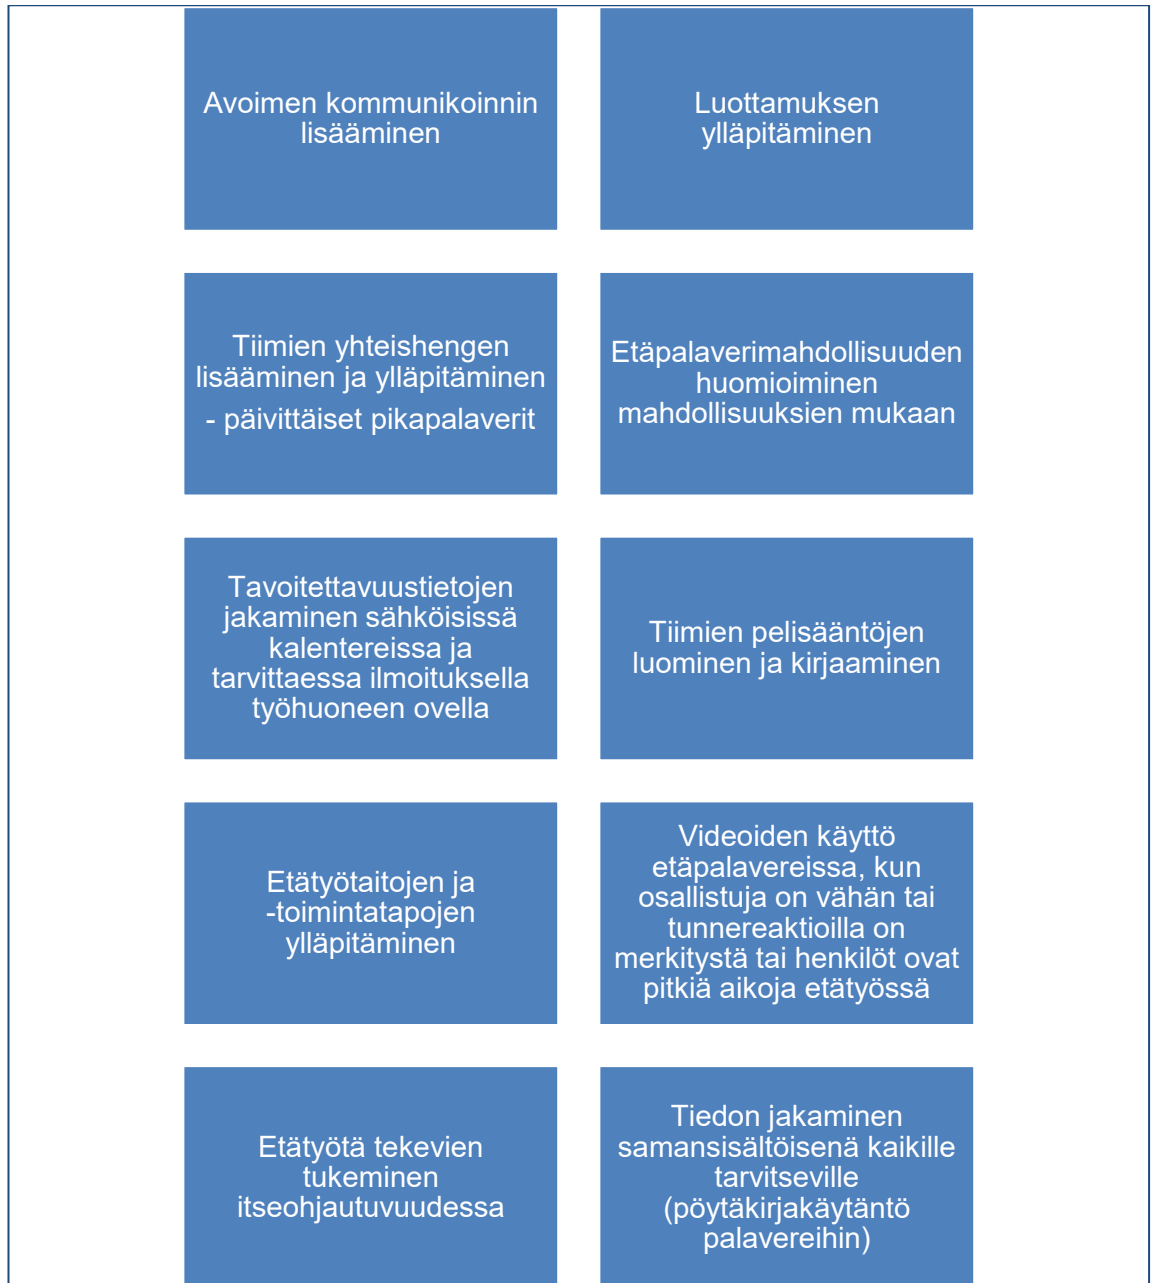 Avoimen kommunikoinnin
lisääminen
Luottamuksen
ylläpitäminen
Tiimien yhteishengen
lisääminen ja ylläpitäminen
- päivittäiset pikapalaverit
Etäpalaverimahdollisuuden
huomioiminen
mahdollisuuksien mukaan
Tavoitettavuustietojen
jakaminen sähköisissä
kalentereissa ja
tarvittaessa ilmoituksella
työhuoneen ovella
Tiimien pelisääntöjen
luominen ja kirjaaminen
Etätyötaitojen ja
-toimintatapojen
ylläpitäminen
Videoiden käyttö
etäpalavereissa, kun
osallistuja on vähän tai
tunnereaktioilla on
merkitystä tai henkilöt ovat
pitkiä aikoja etätyössä
Etätyötä tekevien
tukeminen
itseohjautuvuudessa
Tiedon jakaminen
samansisältöisenä kaikille
tarvitseville
(pöytäkirjakäytäntö
palavereihin)